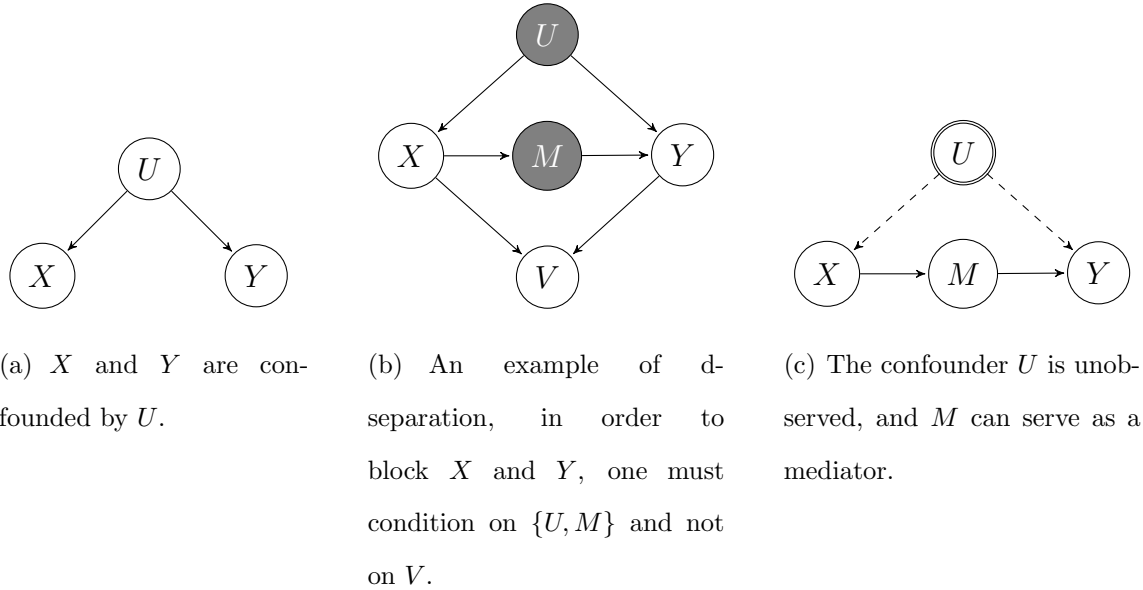 U
X
Y
(a) X and Y are con-
founded by U.
U
X
M
Y
V
(b) An example of d-
separation, in order to
block X and Y, one must
condition on {U, M} and not
on V.
U
X
M
Y
(c) The confounder U is unob-
served, and M can serve as a
mediator.